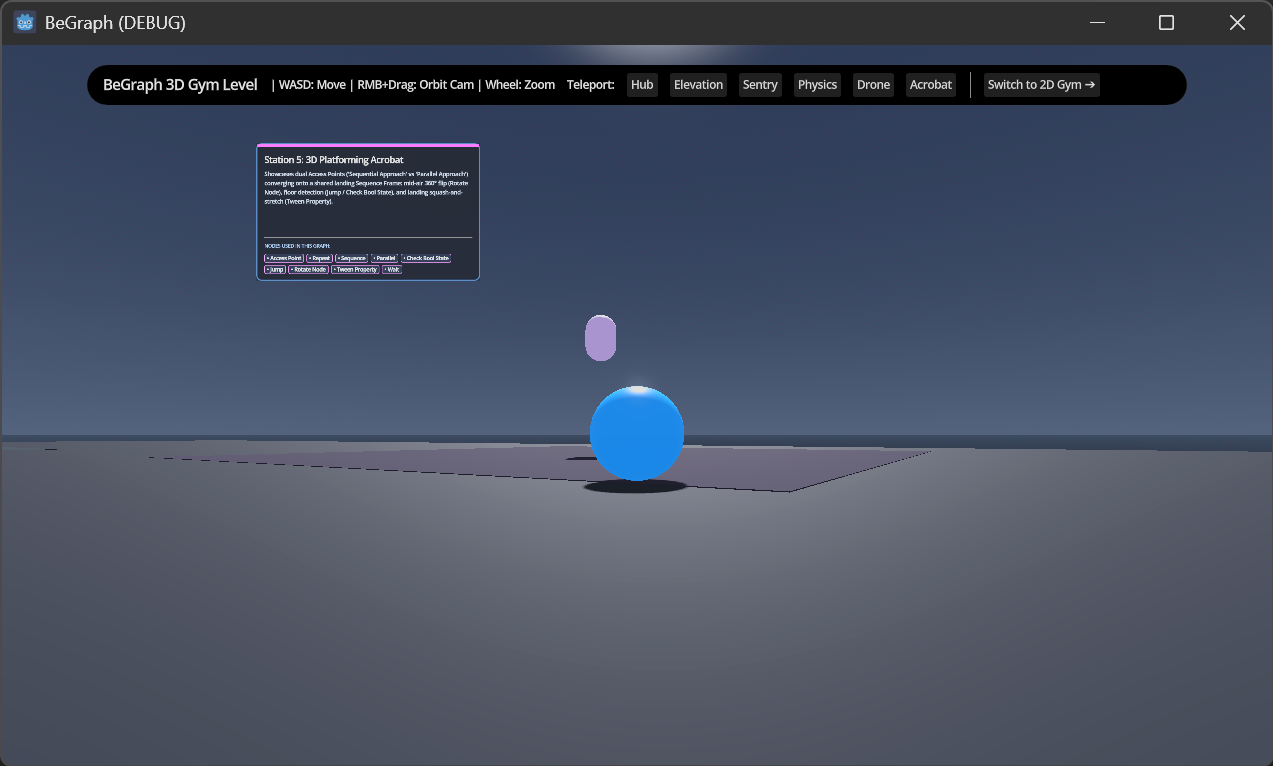 BeGraph (DEBUG)
BeGraph 3D Gym Level | WASD: Move | RMB+Drag: Orbit Cam | Wheel: Zoom Teleport: Hub Elevation Sentry Physics Drone Acrobat Switch to 2D Gym →
Station 5: 3D Platforming Acrobat
Showcases dual Access Points ('Sequential Approach' vs 'Parallel Approach')
converging onto a shared landing Sequence Frame: mid-air 360° flip (Rotate
Node), floor detection (Jump / Check Bool State), and landing squash-and-
stretch (Tween Property).
NODES USED IN THIS GRAPH:
• Access Point • Repeat • Sequence • Parallel • Check Bool State
• Jump • Rotate Node • Tween Property • Wait